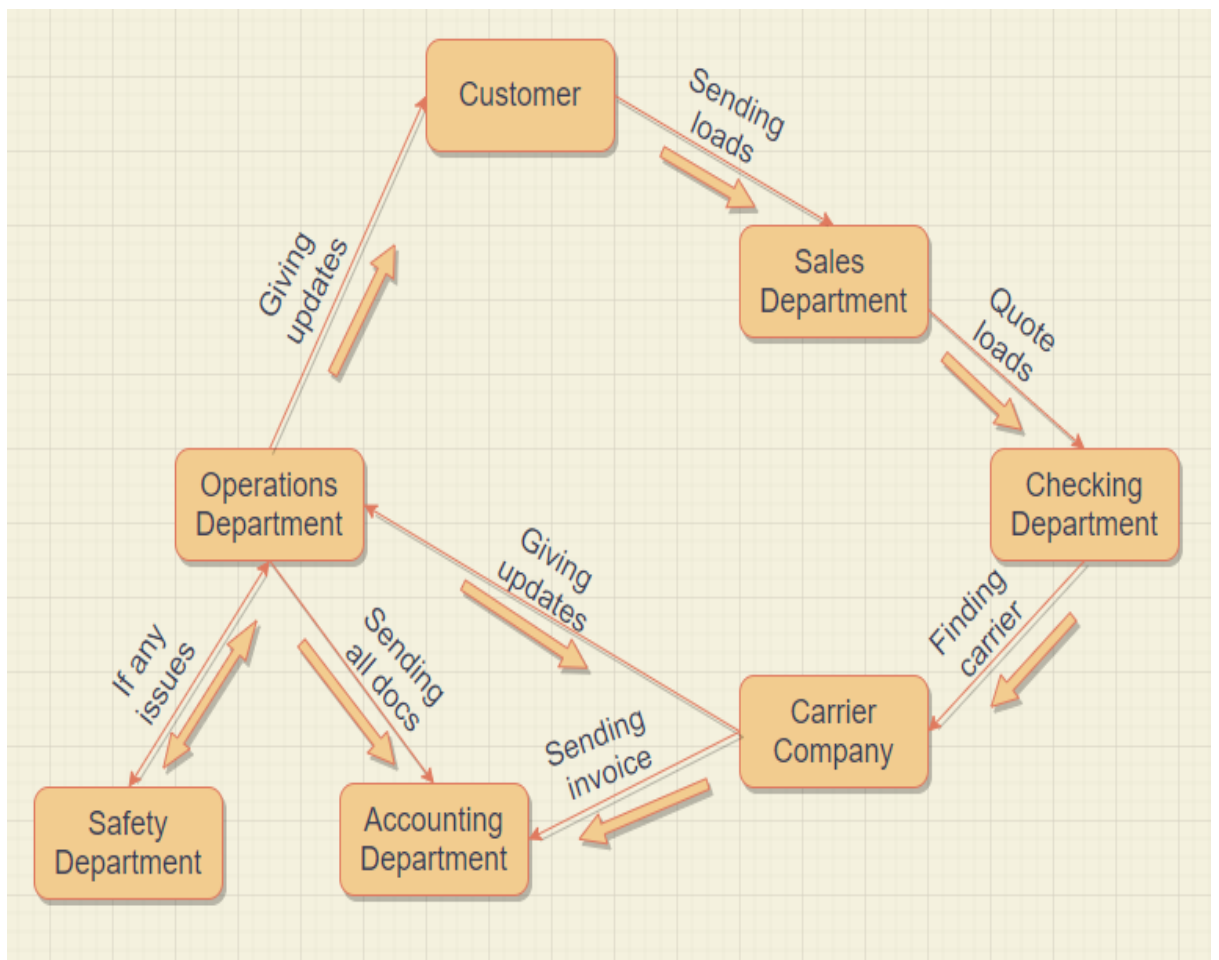 Customer
Sending
loads
Sales
Department
Quote
loads
Giving
updates
Operations
Department
Checking
Department
Giving
updates
Finding
carrier
If any
issues
Sending
all docs
Carrier
Company
Sending
invoice
Safety
Department
Accounting
Department